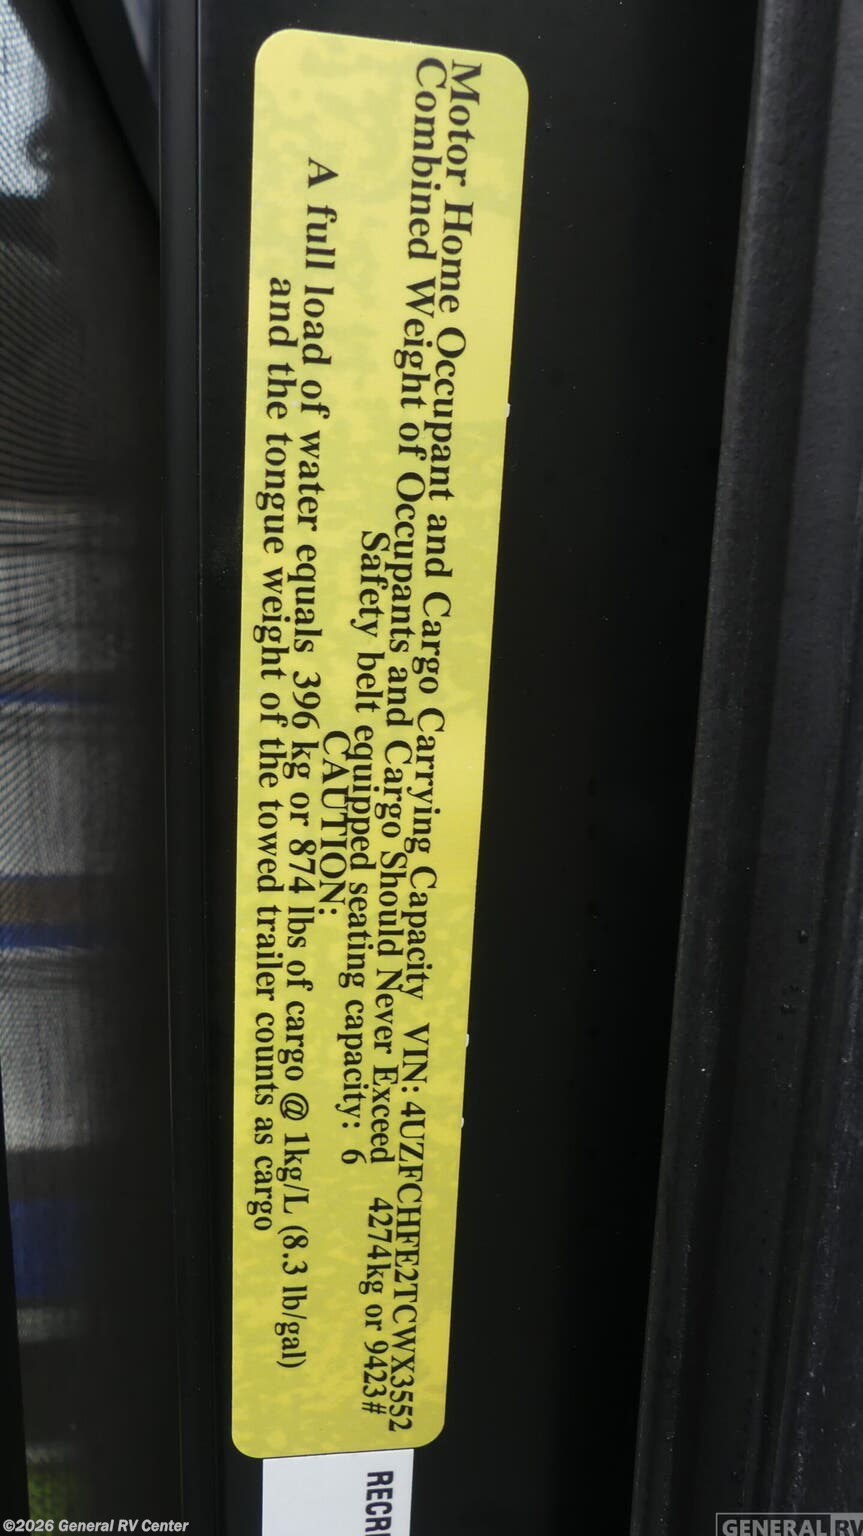 Motor Home Occupant and Cargo Carrying Capacity VIN: 4UZFCHFE2TCWX3552
Combined Weight of Occupants and Cargo Should Never Exceed 4274kg or 9423#
Safety belt equipped seating capacity: 6
CAUTION:
A full load of water equals 396 kg or 874 lbs of cargo @ 1kg/L (8.3 lb/gal)
and the tongue weight of the towed trailer counts as cargo
©2026 General RV Center
GENERAL RV